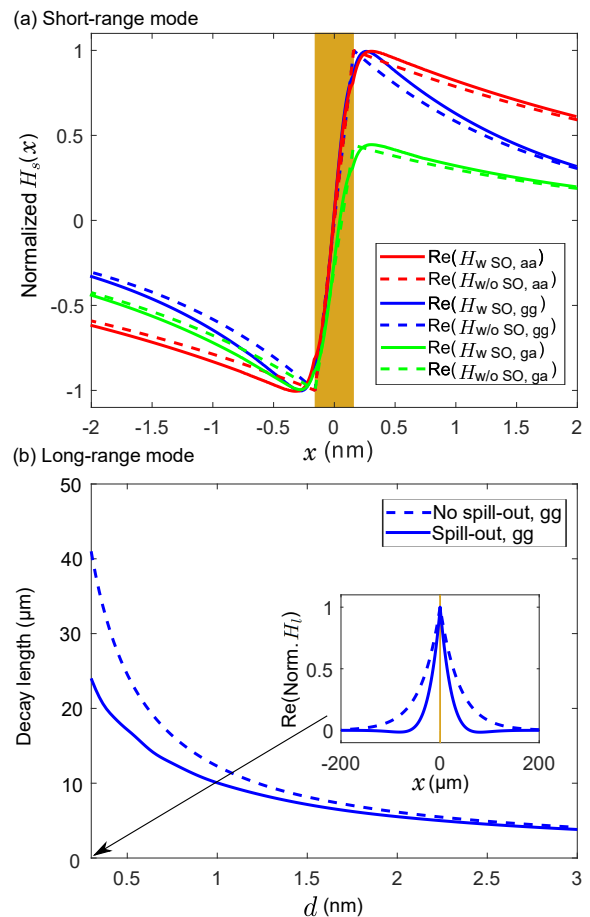 (a) Short-range mode
Normalized H_s(x)
1
0.5
0
-0.5
-1
Re(H_w SO, aa)
Re(H_w/o SO, aa)
Re(H_w SO, gg)
Re(H_w/o SO, gg)
Re(H_w SO, ga)
Re(H_w/o SO, ga)
-2 -1.5 -1 -0.5 0 0.5 1 1.5 2
x (nm)
(b) Long-range mode
Decay length (μm)
50
40
30
20
10
0
No spill-out, gg
Spill-out, gg
Re(Norm. H_l)
1
0.5
0
-200 0 200
x (μm)
0.5 1 1.5 2 2.5 3
d (nm)